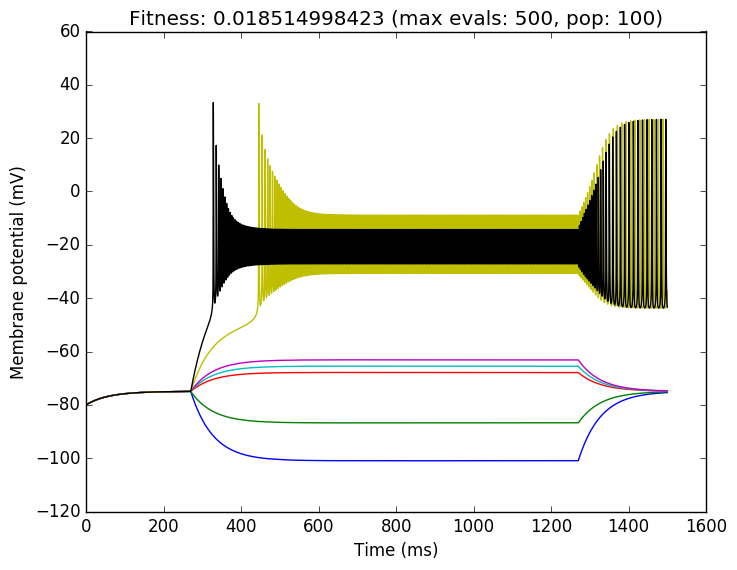 Fitness: 0.018514998423 (max evals: 500, pop: 100)
60
40
20
0
−20
−40
−60
−80
−100
−120
Membrane potential (mV)
0 200 400 600 800 1000 1200 1400 1600
Time (ms)